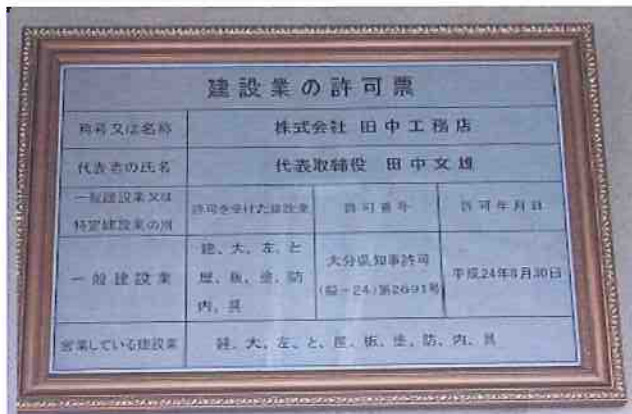 建設業の許可票
商号又は名称 株式会社 田中工務店
代表者の氏名 代表取締役 田中文雄
一般建設業又は
特定建設業の別
許可を受けた建設業 許可番号 許可年月日
一般建設業
建、大、左、と
屋、板、塗、防
内、具
大分県知事許可
(般-24)第2691号
平成24年8月30日
営業している建設業 建、大、左、と、屋、板、塗、防、内、具